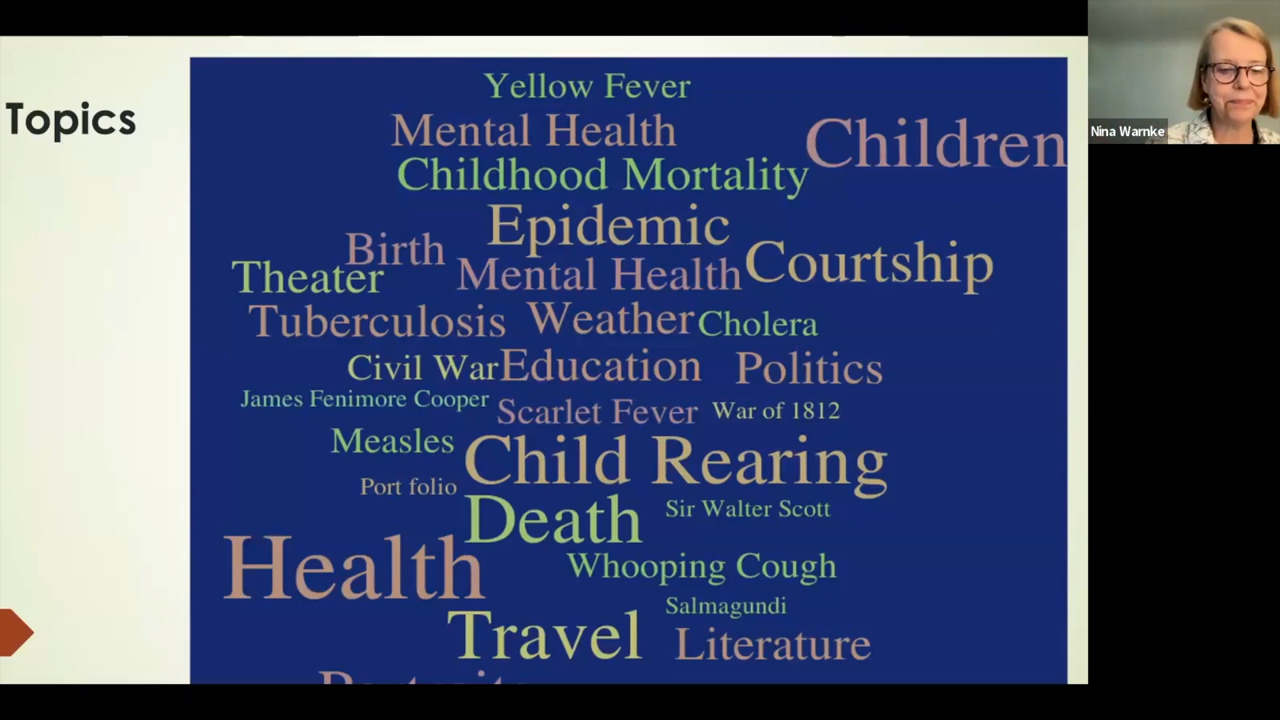 Topics
Yellow Fever
Mental Health
Children
Childhood Mortality
Epidemic
Birth
Courtship
Theater
Mental Health
Tuberculosis
Weather
Cholera
Civil War
Education
Politics
James Fenimore Cooper
Scarlet Fever
War of 1812
Measles
Child Rearing
Port folio
Death
Sir Walter Scott
Health
Whooping Cough
Salmagundi
Travel
Literature
Nina Warnke